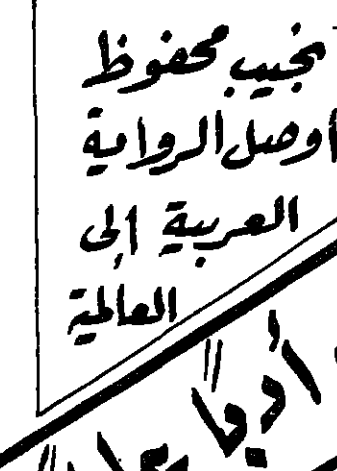 نجيب محفوظ
أوصل الرواية
العربية إلى
العالمية